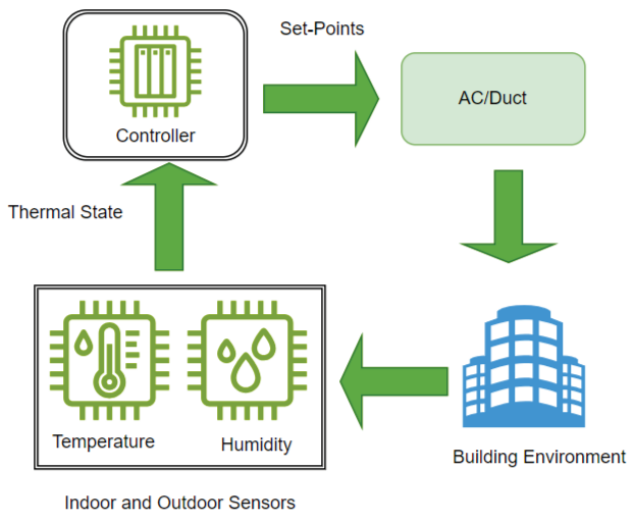 Set-Points
Controller
AC/Duct
Thermal State
Temperature
Humidity
Building Environment
Indoor and Outdoor Sensors